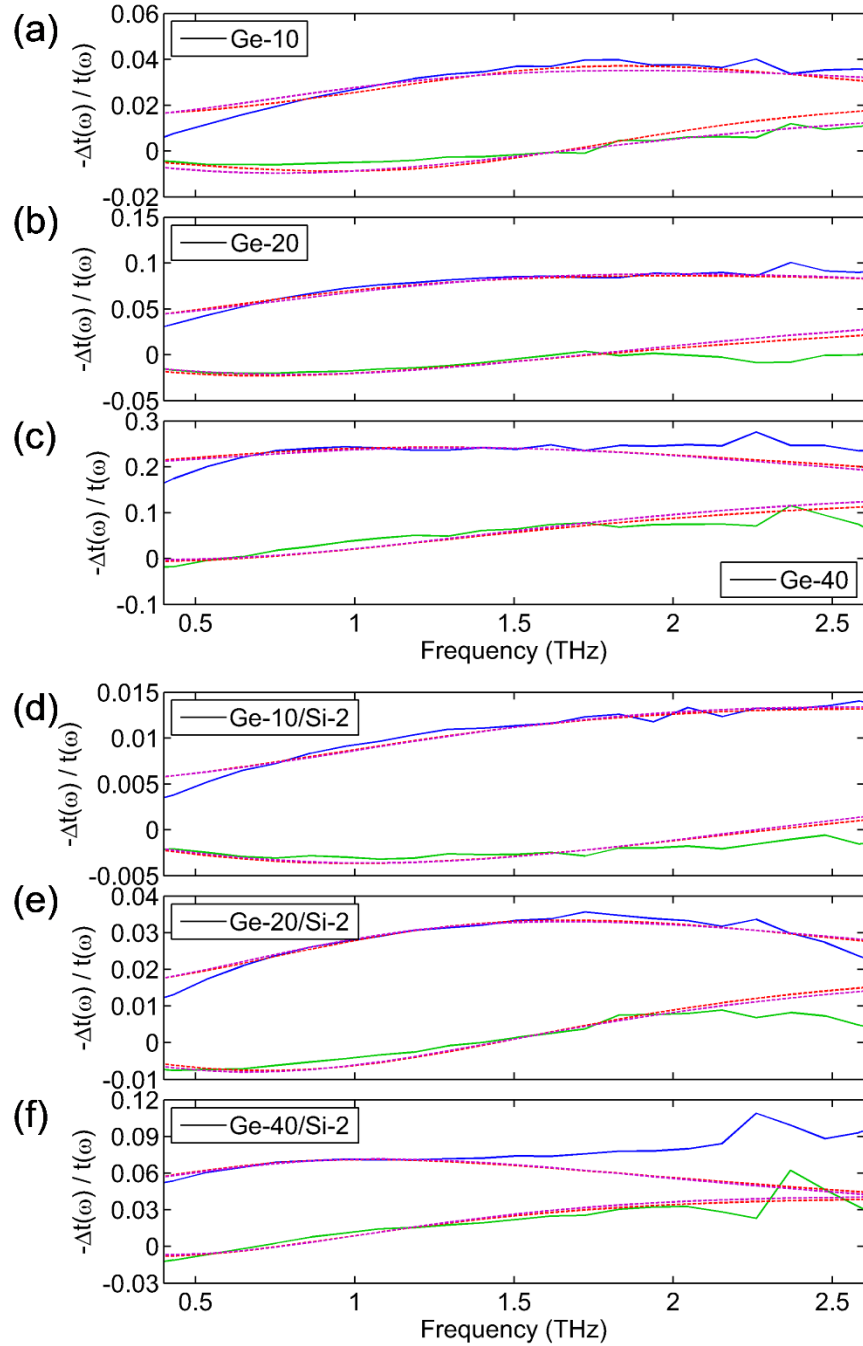 (a)
0.06
Ge-10
0.04
0.02
0
-0.02
-Δt(ω) / t(ω)
(b)
0.15
Ge-20
0.1
0.05
0
-0.05
-Δt(ω) / t(ω)
(c)
0.3
0.2
0.1
0
-0.1
-Δt(ω) / t(ω)
Ge-40
0.5 1 1.5 2 2.5
Frequency (THz)
(d)
0.015
Ge-10/Si-2
0.01
0.005
0
-0.005
-Δt(ω) / t(ω)
(e)
0.04
Ge-20/Si-2
0.03
0.02
0.01
0
-0.01
-Δt(ω) / t(ω)
(f)
0.12
Ge-40/Si-2
0.09
0.06
0.03
0
-0.03
-Δt(ω) / t(ω)
0.5 1 1.5 2 2.5
Frequency (THz)